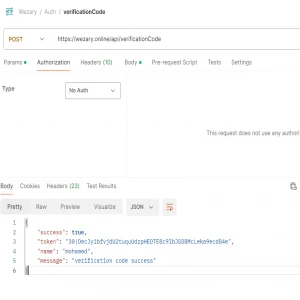 Wezary / Auth / verificationCode
POST https://wezary.online/api/verificationCode
Params Authorization Headers (10) Body Pre-request Script Tests Settings
Type No Auth
This request does not use any authori
Body Cookies Headers (23) Test Results
Pretty Raw Preview Visualize JSON
1 {
2 "success": true,
3 "token":
4 "name": "mohamed",
5 "message": "verification code success"
6 }